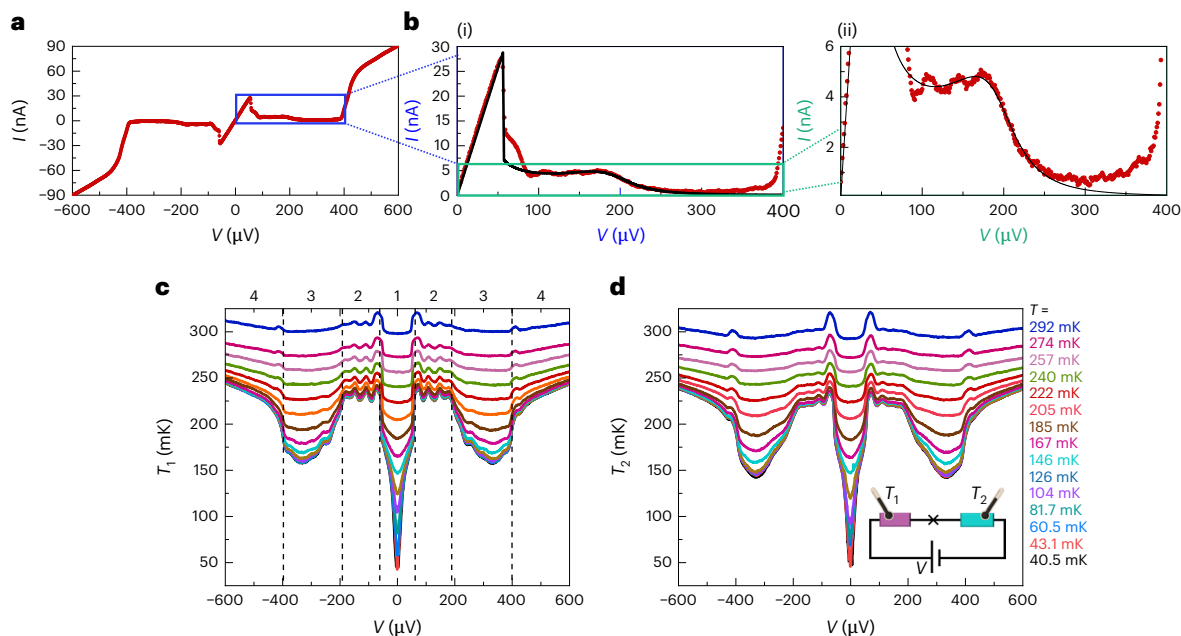 a
90
60
30
0
−30
−60
−90
I (nA)
−600 −400 −200 0 200 400 600
V (μV)
b
(i)
30
25
20
15
10
5
0
I (nA)
0 100 200 300 400
V (μV)
(ii)
6
4
2
I (nA)
0 100 200 300 400
V (μV)
c
4 3 2 1 2 3 4
300
250
200
150
100
50
T1 (mK)
−600 −400 −200 0 200 400 600
V (μV)
d
300
250
200
150
100
50
T2 (mK)
−600 −400 −200 0 200 400 600
V (μV)
T1 T2
V
T =
292 mK
274 mK
257 mK
240 mK
222 mK
205 mK
185 mK
167 mK
146 mK
126 mK
104 mK
81.7 mK
60.5 mK
43.1 mK
40.5 mK